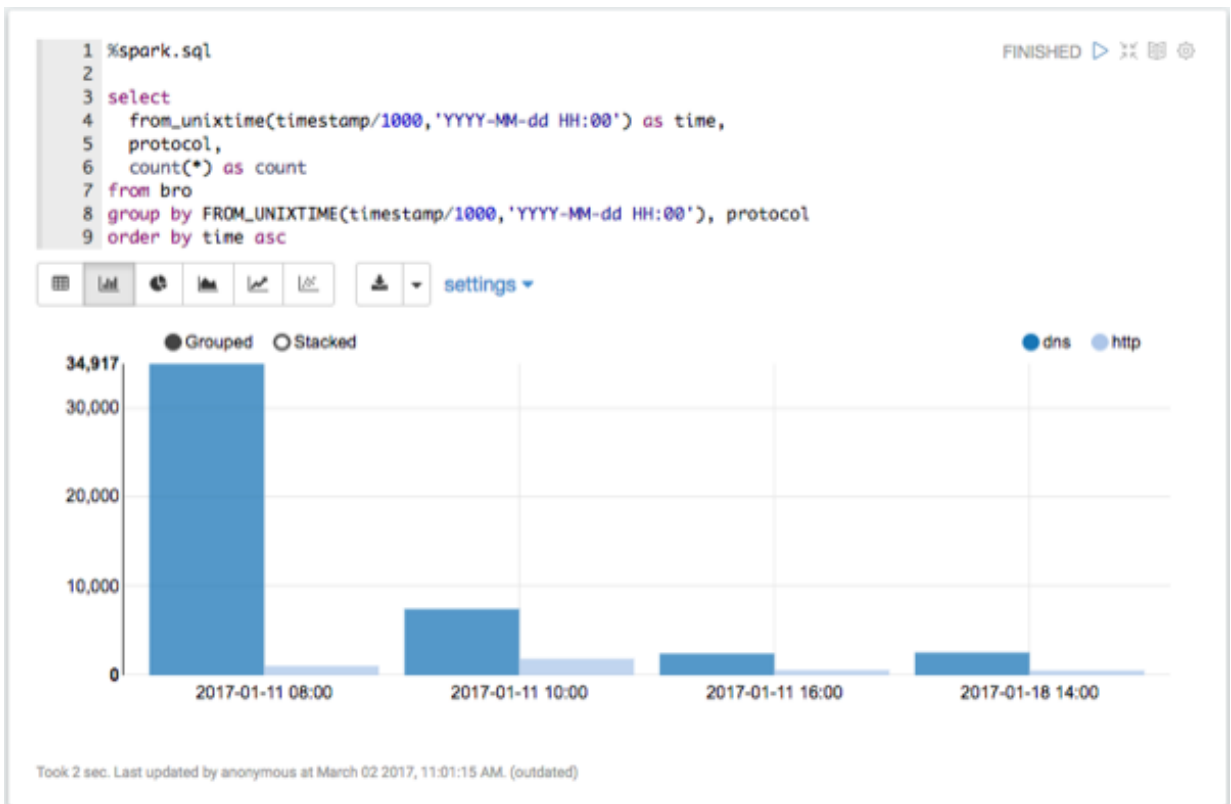 1 %spark.sql
FINISHED
2
3 select
4 from_unixtime(timestamp/1000,'YYYY-MM-dd HH:00') as time,
5 protocol,
6 count(*) as count
7 from bro
8 group by FROM_UNIXTIME(timestamp/1000,'YYYY-MM-dd HH:00'), protocol
9 order by time asc
settings
Grouped Stacked dns http
34,917
30,000
20,000
10,000
0
2017-01-11 08:00 2017-01-11 10:00 2017-01-11 16:00 2017-01-18 14:00
Took 2 sec. Last updated by anonymous at March 02 2017, 11:01:15 AM. (outdated)